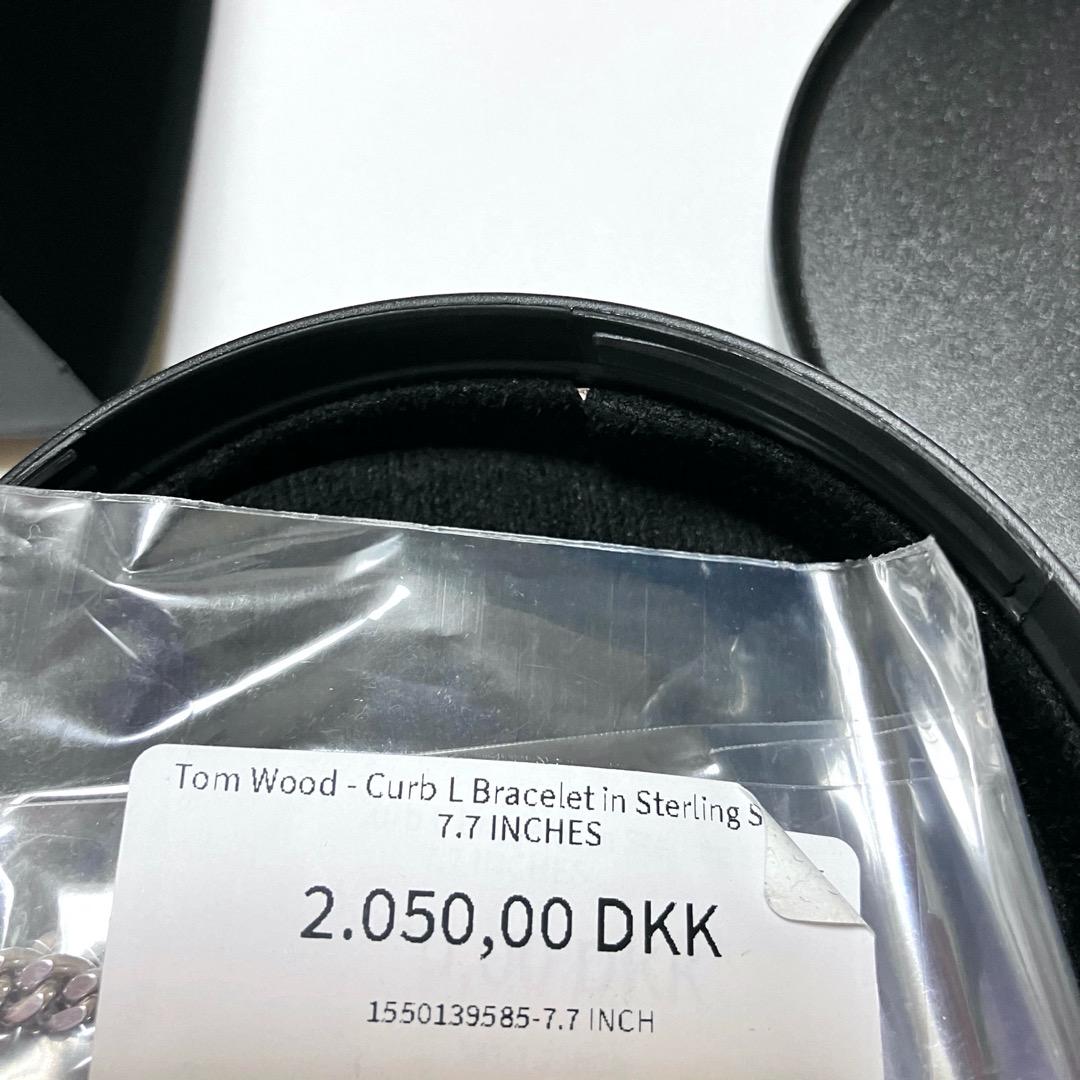 Tom Wood - Curb L Bracelet in Sterling S
7.7 INCHES
2.050,00 DKK
1550139585-7.7 INCH